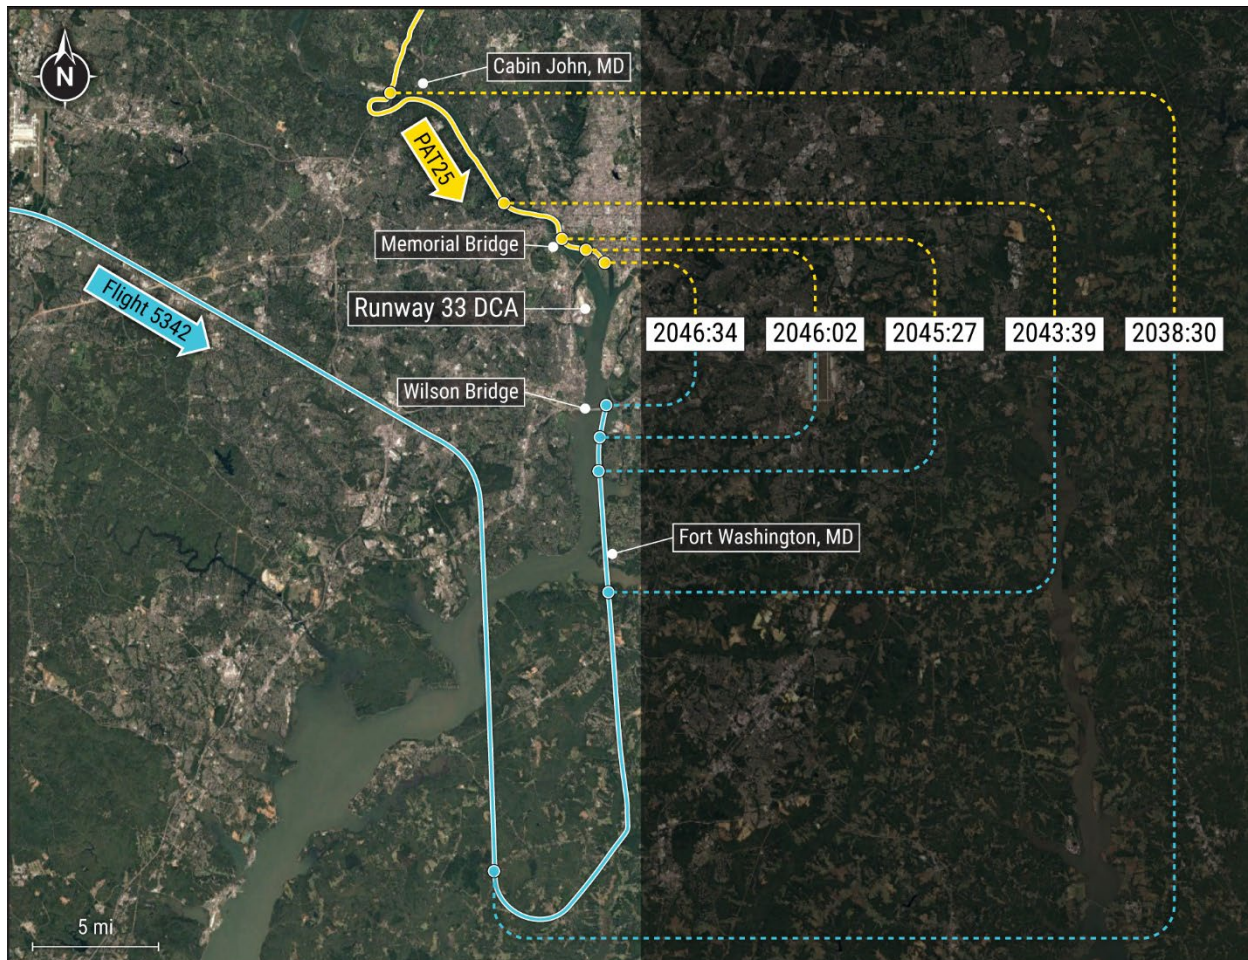 N
Cabin John, MD
PAT25
Memorial Bridge
Flight 5342
Runway 33 DCA
2046:34
2046:02
2045:27
2043:39
2038:30
Wilson Bridge
Fort Washington, MD
5 mi